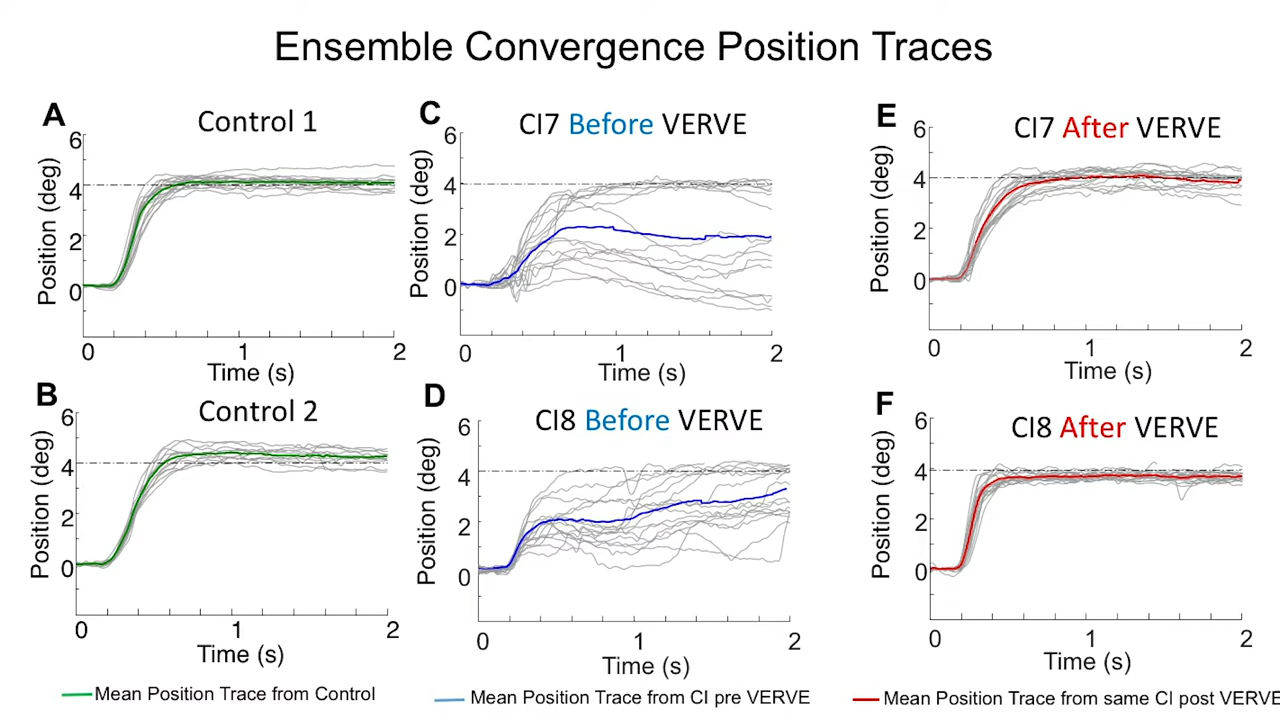 Ensemble Convergence Position Traces
A
Control 1
Position (deg)
6
4
2
0
0
1
2
Time (s)
C
CI7 Before VERVE
Position (deg)
6
4
2
0
0
1
2
Time (s)
E
CI7 After VERVE
Position (deg)
6
4
2
0
0
1
2
Time (s)
B
Control 2
Position (deg)
6
4
2
0
0
1
2
Time (s)
D
CI8 Before VERVE
Position (deg)
6
4
2
0
0
1
2
Time (s)
F
CI8 After VERVE
Position (deg)
6
4
2
0
0
1
2
Time (s)
Mean Position Trace from Control
Mean Position Trace from CI pre VERVE
Mean Position Trace from same CI post VERVE